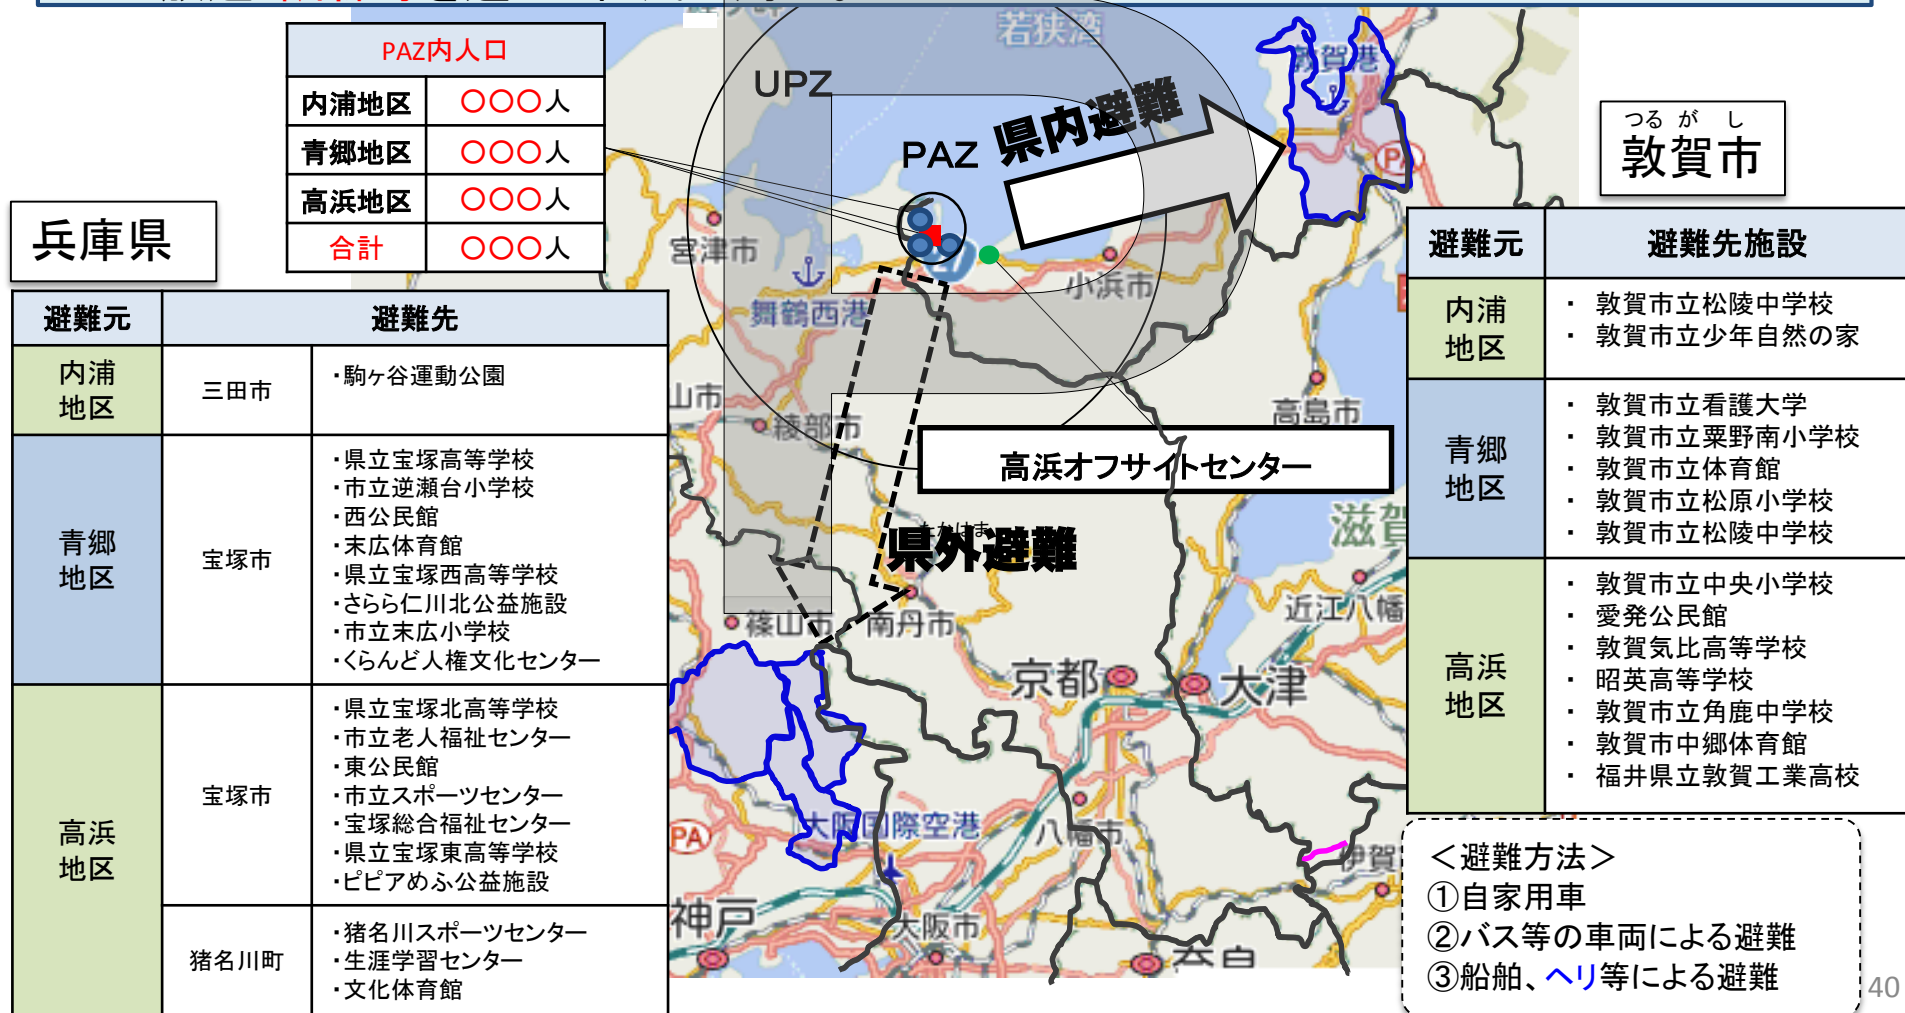 PAZ内人口
内浦地区 〇〇〇人
青郷地区 〇〇〇人
高浜地区 〇〇〇人
合計 〇〇〇人
兵庫県
避難元 避難先
内浦地区 三田市
・駒ヶ谷運動公園
青郷地区 宝塚市
・県立宝塚高等学校
・市立逆瀬台小学校
・西公民館
・末広体育館
・県立宝塚西高等学校
・さらら仁川北公益施設
・市立末広小学校
・くらんど人権文化センター
高浜地区 宝塚市
・県立宝塚北高等学校
・市立老人福祉センター
・東公民館
・市立スポーツセンター
・宝塚総合福祉センター
・県立宝塚東高等学校
・ピピアめふ公益施設
猪名川町
・猪名川スポーツセンター
・生涯学習センター
・文化体育館
若狭湾
敦賀港
UPZ
PAZ
県内避難
宮津市
舞鶴西港
小浜市
山市
綾部市
高島市
高浜オフサイトセンター
たかはま
県外避難
滋賀
近江八幡
篠山市
南丹市
京都
大津
大阪国際空港
八幡市
伊賀
神戸
大阪市
PA
PA
つるがし
敦賀市
避難元 避難先施設
内浦地区
・ 敦賀市立松陵中学校
・ 敦賀市立少年自然の家
青郷地区
・ 敦賀市立看護大学
・ 敦賀市立粟野南小学校
・ 敦賀市立体育館
・ 敦賀市立松原小学校
・ 敦賀市立松陵中学校
高浜地区
・ 敦賀市立中央小学校
・ 愛発公民館
・ 敦賀気比高等学校
・ 昭英高等学校
・ 敦賀市立角鹿中学校
・ 敦賀市中郷体育館
・ 福井県立敦賀工業高校
＜避難方法＞
①自家用車
②バス等の車両による避難
③船舶、ヘリ等による避難
40